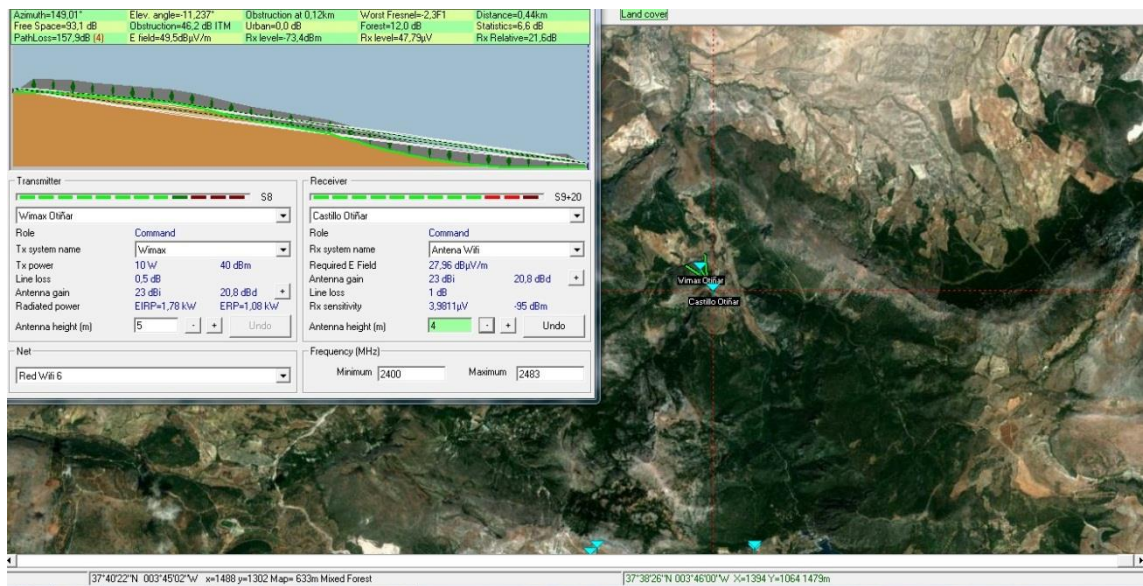 Azimuth=149,01° Elev. angle=-11,237° Obstruction at 0,12km Worst Fresnel=-2,3F1 Distance=0,44km
Free Space=93,1 dB Obstruction=46,2 dB ITM Urban=0,0 dB Forest=12,0 dB Statistics=6,6 dB
PathLoss=157,9dB (4) E field=49,5dBµV/m Rx level=-73,4dBm Rx level=47,79µV Rx Relative=21,6dB
Land cover
Transmitter
S8
Wimax Otiñar
Role Command
Tx system name Wimax
Tx power 10 W 40 dBm
Line loss 0,5 dB
Antenna gain 23 dBi 20,8 dBd +
Radiated power EIRP=1,78 kW ERP=1,08 kW
Antenna height (m) 5 - + Undo
Net
Red Wifi 6
Receiver
S9+20
Castillo Otiñar
Role Command
Rx system name Antena Wifi
Required E Field 27,96 dBµV/m
Antenna gain 23 dBi 20,8 dBd +
Line loss 1 dB
Rx sensitivity 3,9811µV -95 dBm
Antenna height (m) 4 - + Undo
Frequency (MHz)
Minimum 2400 Maximum 2483
Wimax Otiñar
Castillo Otiñar
37°40'22"N 003°45'02"W x=1488 y=1302 Map= 633m Mixed Forest
37°38'26"N 003°46'00"W X=1394 Y=1064 1479m